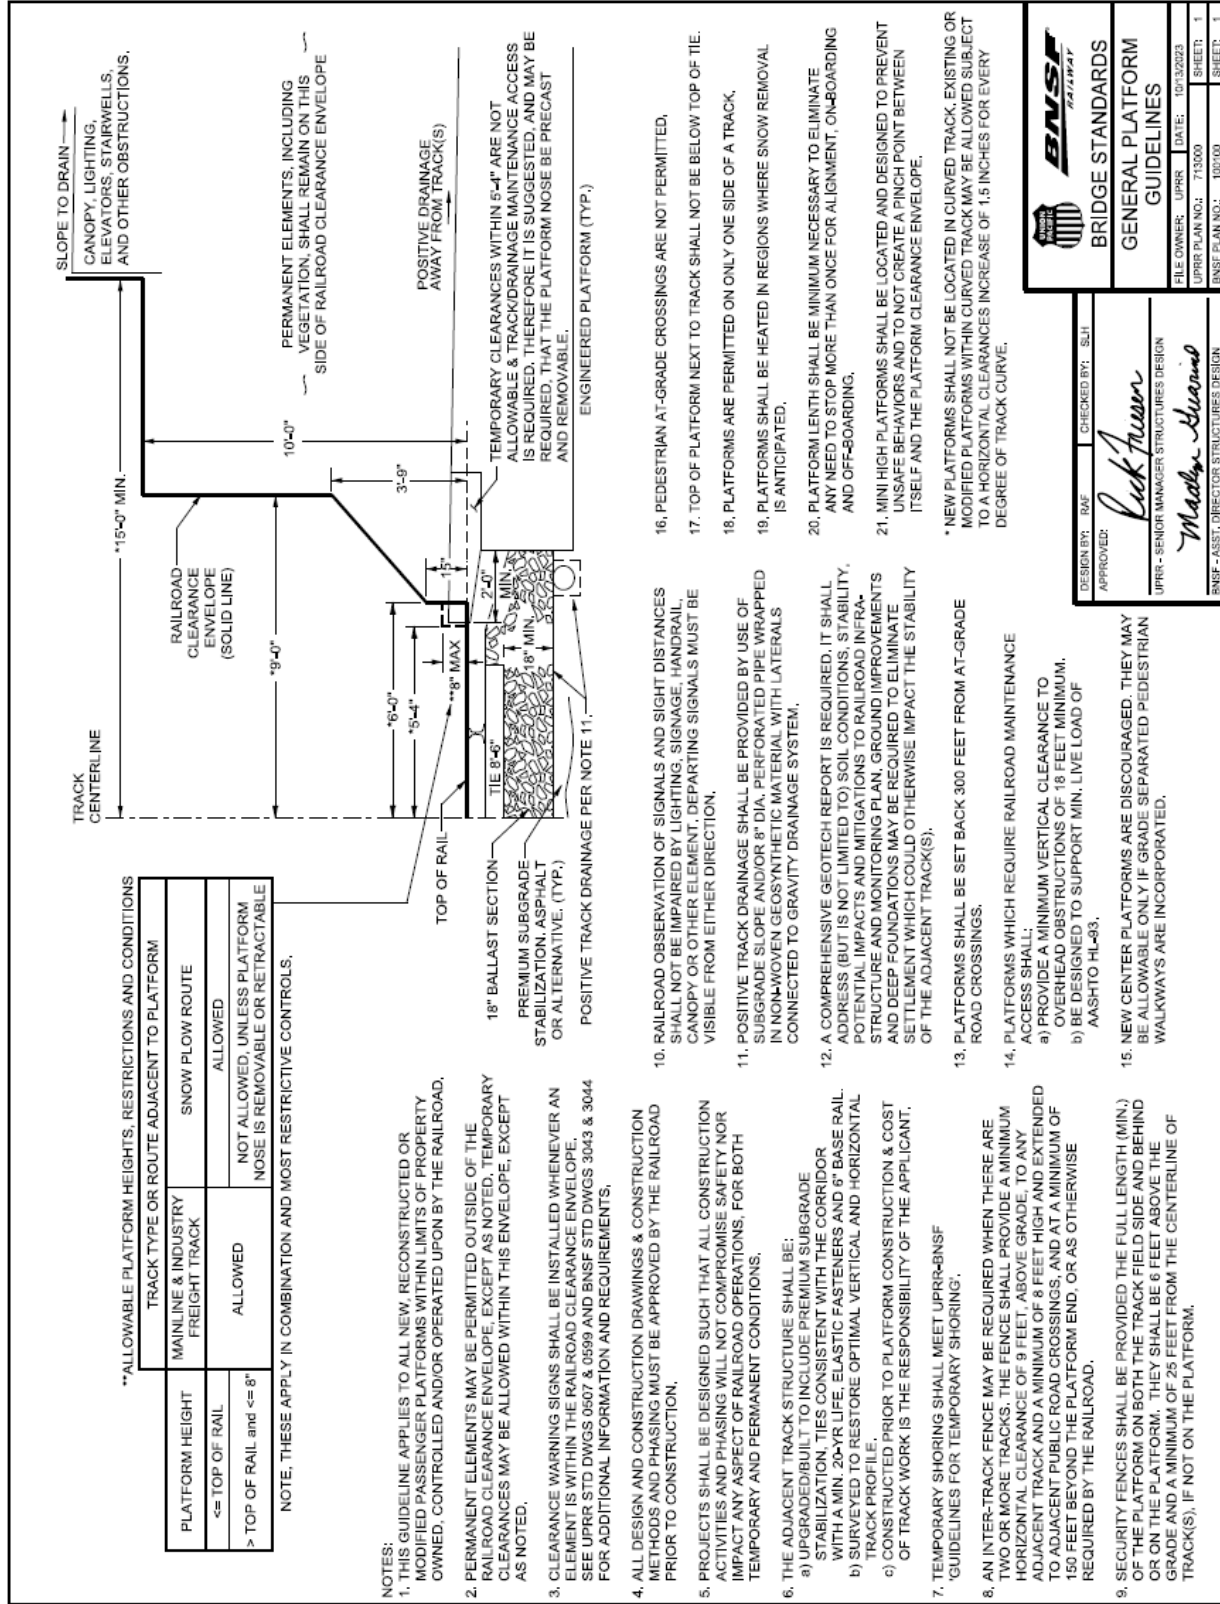 **ALLOWABLE PLATFORM HEIGHTS, RESTRICTIONS AND CONDITIONS
TRACK TYPE OR ROUTE ADJACENT TO PLATFORM
PLATFORM HEIGHT
MAINLINE & INDUSTRY
FREIGHT TRACK
SNOW PLOW ROUTE
<= TOP OF RAIL
ALLOWED
ALLOWED
> TOP OF RAIL and <= 8"
NOT ALLOWED, UNLESS PLATFORM
NOSE IS REMOVABLE OR RETRACTABLE
NOTE, THESE APPLY IN COMBINATION AND MOST RESTRICTIVE CONTROLS.
TRACK
CENTERLINE
*15'-0" MIN.
SLOPE TO DRAIN
CANOPY, LIGHTING,
ELEVATORS, STAIRWELLS,
AND OTHER OBSTRUCTIONS.
RAILROAD
CLEARANCE
ENVELOPE
(SOLID LINE)
*9'-0"
10'-0"
PERMANENT ELEMENTS, INCLUDING
VEGETATION, SHALL REMAIN ON THIS
SIDE OF RAILROAD CLEARANCE ENVELOPE
3'-9"
*6'-0"
*5'-4"
15"
**8" MAX
POSITIVE DRAINAGE
AWAY FROM TRACK(S)
TOP OF RAIL
TIE 8'-6"
2'-0"
MIN.
18" MIN.
18" BALLAST SECTION
PREMIUM SUBGRADE
STABILIZATION, ASPHALT
OR ALTERNATIVE. (TYP.)
POSITIVE TRACK DRAINAGE PER NOTE 11.
TEMPORARY CLEARANCES WITHIN 5'-4" ARE NOT
ALLOWABLE & TRACK/DRAINAGE MAINTENANCE ACCESS
IS REQUIRED, THEREFORE IT IS SUGGESTED, AND MAY BE
REQUIRED, THAT THE PLATFORM NOSE BE PRECAST
AND REMOVABLE.
ENGINEERED PLATFORM (TYP.)
NOTES:
1. THIS GUIDELINE APPLIES TO ALL NEW, RECONSTRUCTED OR
MODIFIED PASSENGER PLATFORMS WITHIN LIMITS OF PROPERTY
OWNED, CONTROLLED AND/OR OPERATED UPON BY THE RAILROAD.
2. PERMANENT ELEMENTS MAY BE PERMITTED OUTSIDE OF THE
RAILROAD CLEARANCE ENVELOPE, EXCEPT AS NOTED. TEMPORARY
CLEARANCES MAY BE ALLOWED WITHIN THIS ENVELOPE, EXCEPT
AS NOTED.
3. CLEARANCE WARNING SIGNS SHALL BE INSTALLED WHENEVER AN
ELEMENT IS WITHIN THE RAILROAD CLEARANCE ENVELOPE.
SEE UPRR STD DWGS 0507 & 0599 AND BNSF STD DWGS 3043 & 3044
FOR ADDITIONAL INFORMATION AND REQUIREMENTS.
4. ALL DESIGN AND CONSTRUCTION DRAWINGS & CONSTRUCTION
METHODS AND PHASING MUST BE APPROVED BY THE RAILROAD
PRIOR TO CONSTRUCTION.
5. PROJECTS SHALL BE DESIGNED SUCH THAT ALL CONSTRUCTION
ACTIVITIES AND PHASING WILL NOT COMPROMISE SAFETY NOR
IMPACT ANY ASPECT OF RAILROAD OPERATIONS, FOR BOTH
TEMPORARY AND PERMANENT CONDITIONS.
6. THE ADJACENT TRACK STRUCTURE SHALL BE:
a) UPGRADED/BUILT TO INCLUDE PREMIUM SUBGRADE
STABILIZATION, TIES CONSISTENT WITH THE CORRIDOR
WITH A MIN. 20-YR LIFE, ELASTIC FASTENERS AND 6" BASE RAIL.
b) SURVEYED TO RESTORE OPTIMAL VERTICAL AND HORIZONTAL
TRACK PROFILE.
c) CONSTRUCTED PRIOR TO PLATFORM CONSTRUCTION & COST
OF TRACK WORK IS THE RESPONSIBILITY OF THE APPLICANT.
7. TEMPORARY SHORING SHALL MEET UPRR-BNSF
'GUIDELINES FOR TEMPORARY SHORING'.
8. AN INTER-TRACK FENCE MAY BE REQUIRED WHEN THERE ARE
TWO OR MORE TRACKS. THE FENCE SHALL PROVIDE A MINIMUM
HORIZONTAL CLEARANCE OF 9 FEET, ABOVE GRADE, TO ANY
ADJACENT TRACK AND A MINIMUM OF 8 FEET HIGH AND EXTENDED
TO ADJACENT PUBLIC ROAD CROSSINGS, AND AT A MINIMUM OF
150 FEET BEYOND THE PLATFORM END, OR AS OTHERWISE
REQUIRED BY THE RAILROAD.
9. SECURITY FENCES SHALL BE PROVIDED THE FULL LENGTH (MIN.)
OF THE PLATFORM ON BOTH THE TRACK FIELD SIDE AND BEHIND
OR ON THE PLATFORM. THEY SHALL BE 6 FEET ABOVE THE
GRADE AND A MINIMUM OF 25 FEET FROM THE CENTERLINE OF
TRACK(S), IF NOT ON THE PLATFORM.
10. RAILROAD OBSERVATION OF SIGNALS AND SIGHT DISTANCES
SHALL NOT BE IMPAIRED BY LIGHTING, SIGNAGE, HANDRAIL,
CANOPY OR OTHER ELEMENT. DEPARTING SIGNALS MUST BE
VISIBLE FROM EITHER DIRECTION.
11. POSITIVE TRACK DRAINAGE SHALL BE PROVIDED BY USE OF
SUBGRADE SLOPE AND/OR 8" DIA. PERFORATED PIPE WRAPPED
IN NON-WOVEN GEOSYNTHETIC MATERIAL WITH LATERALS
CONNECTED TO GRAVITY DRAINAGE SYSTEM.
12. A COMPREHENSIVE GEOTECH REPORT IS REQUIRED. IT SHALL
ADDRESS (BUT IS NOT LIMITED TO) SOIL CONDITIONS, STABILITY,
POTENTIAL IMPACTS AND MITIGATIONS TO RAILROAD INFRA-
STRUCTURE AND MONITORING PLAN. GROUND IMPROVEMENTS
AND DEEP FOUNDATIONS MAY BE REQUIRED TO ELIMINATE
SETTLEMENT WHICH COULD OTHERWISE IMPACT THE STABILITY
OF THE ADJACENT TRACK(S).
13. PLATFORMS SHALL BE SET BACK 300 FEET FROM AT-GRADE
ROAD CROSSINGS.
14. PLATFORMS WHICH REQUIRE RAILROAD MAINTENANCE
ACCESS SHALL:
a) PROVIDE A MINIMUM VERTICAL CLEARANCE TO
OVERHEAD OBSTRUCTIONS OF 18 FEET MINIMUM.
b) BE DESIGNED TO SUPPORT MIN. LIVE LOAD OF
AASHTO HL-93.
15. NEW CENTER PLATFORMS ARE DISCOURAGED. THEY MAY
BE ALLOWABLE ONLY IF GRADE SEPARATED PEDESTRIAN
WALKWAYS ARE INCORPORATED.
16. PEDESTRIAN AT-GRADE CROSSINGS ARE NOT PERMITTED.
17. TOP OF PLATFORM NEXT TO TRACK SHALL NOT BE BELOW TOP OF TIE.
18. PLATFORMS ARE PERMITTED ON ONLY ONE SIDE OF A TRACK.
19. PLATFORMS SHALL BE HEATED IN REGIONS WHERE SNOW REMOVAL
IS ANTICIPATED.
20. PLATFORM LENTH SHALL BE MINIMUM NECESSARY TO ELIMINATE
ANY NEED TO STOP MORE THAN ONCE FOR ALIGNMENT, ON-BOARDING
AND OFF-BOARDING.
21. MINI HIGH PLATFORMS SHALL BE LOCATED AND DESIGNED TO PREVENT
UNSAFE BEHAVIORS AND TO NOT CREATE A PINCH POINT BETWEEN
ITSELF AND THE PLATFORM CLEARANCE ENVELOPE.
* NEW PLATFORMS SHALL NOT BE LOCATED IN CURVED TRACK. EXISTING OR
MODIFIED PLATFORMS WITHIN CURVED TRACK MAY BE ALLOWED SUBJECT
TO A HORIZONTAL CLEARANCES INCREASE OF 1.5 INCHES FOR EVERY
DEGREE OF TRACK CURVE.
DESIGN BY: RAF
CHECKED BY: SLH
APPROVED:
Rick Friesen
UPRR - SENIOR MANAGER STRUCTURES DESIGN
BNSF - ASST. DIRECTOR STRUCTURES DESIGN
UNION
PACIFIC
BNSF
RAILWAY
BRIDGE STANDARDS
GENERAL PLATFORM
GUIDELINES
FILE OWNER: UPRR
DATE: 10/13/2023
UPRR PLAN NO.: 713000
SHEET: 1
BNSF PLAN NO.: 100100
SHEET: 1